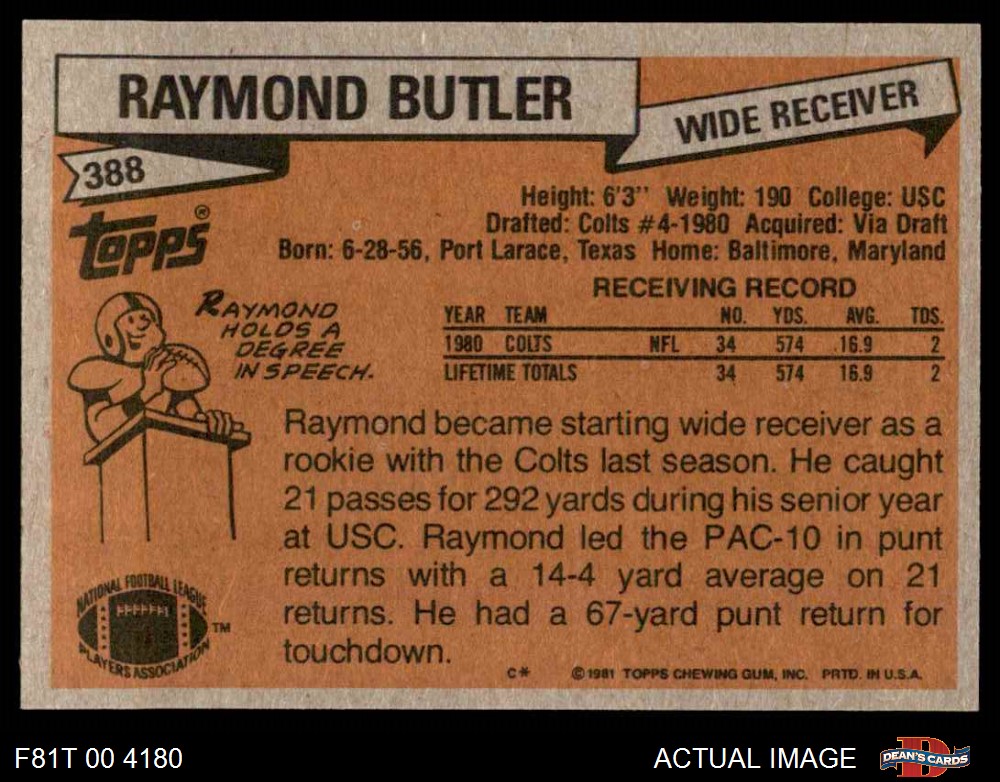 RAYMOND BUTLER
WIDE RECEIVER
388
topps®
Height: 6'3'' Weight: 190 College: USC
Drafted: Colts #4-1980 Acquired: Via Draft
Born: 6-28-56, Port Larace, Texas Home: Baltimore, Maryland
RAYMOND
HOLDS A
DEGREE
IN SPEECH.
RECEIVING RECORD
YEAR TEAM NO. YDS. AVG. TDS.
1980 COLTS NFL 34 574 16.9 2
LIFETIME TOTALS 34 574 16.9 2
Raymond became starting wide receiver as a
rookie with the Colts last season. He caught
21 passes for 292 yards during his senior year
at USC. Raymond led the PAC-10 in punt
returns with a 14-4 yard average on 21
returns. He had a 67-yard punt return for
touchdown.
NATIONAL FOOTBALL LEAGUE
PLAYERS ASSOCIATION
TM
C* ©1981 TOPPS CHEWING GUM, INC. PRTD. IN U.S.A.
F81T 00 4180
ACTUAL IMAGE
DEAN'S CARDS